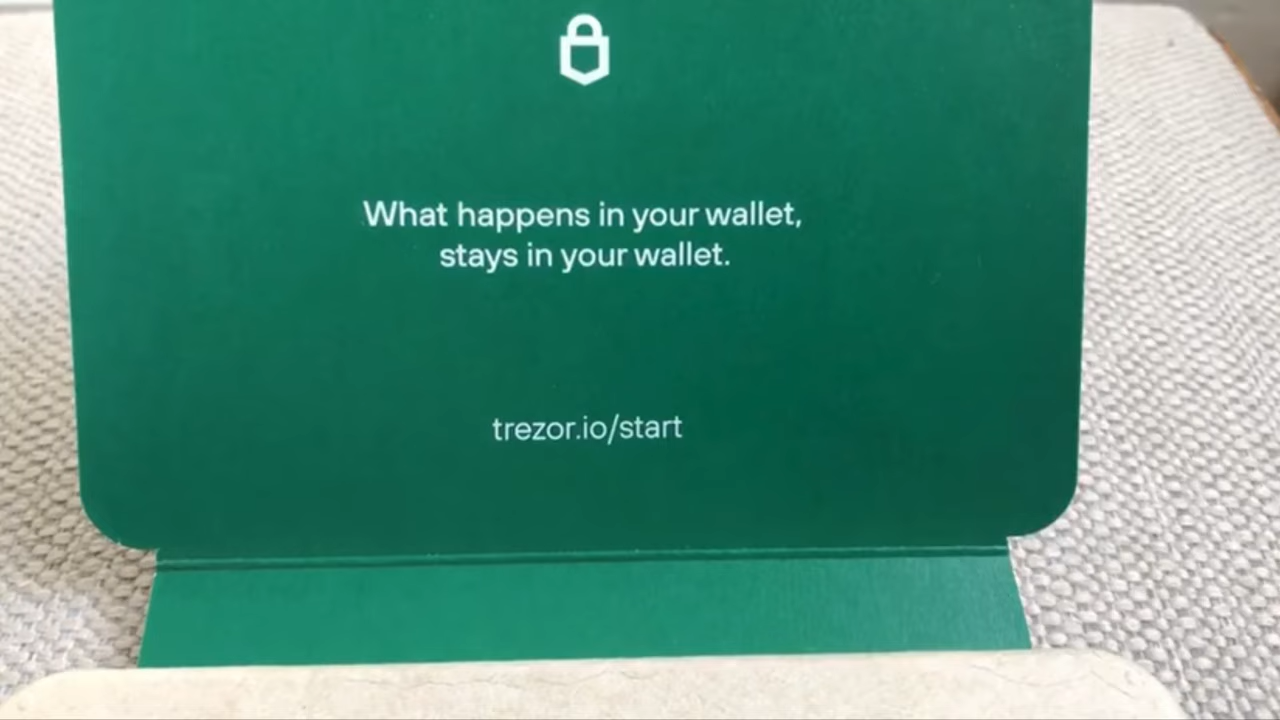 What happens in your wallet,
stays in your wallet.
trezor.io/start